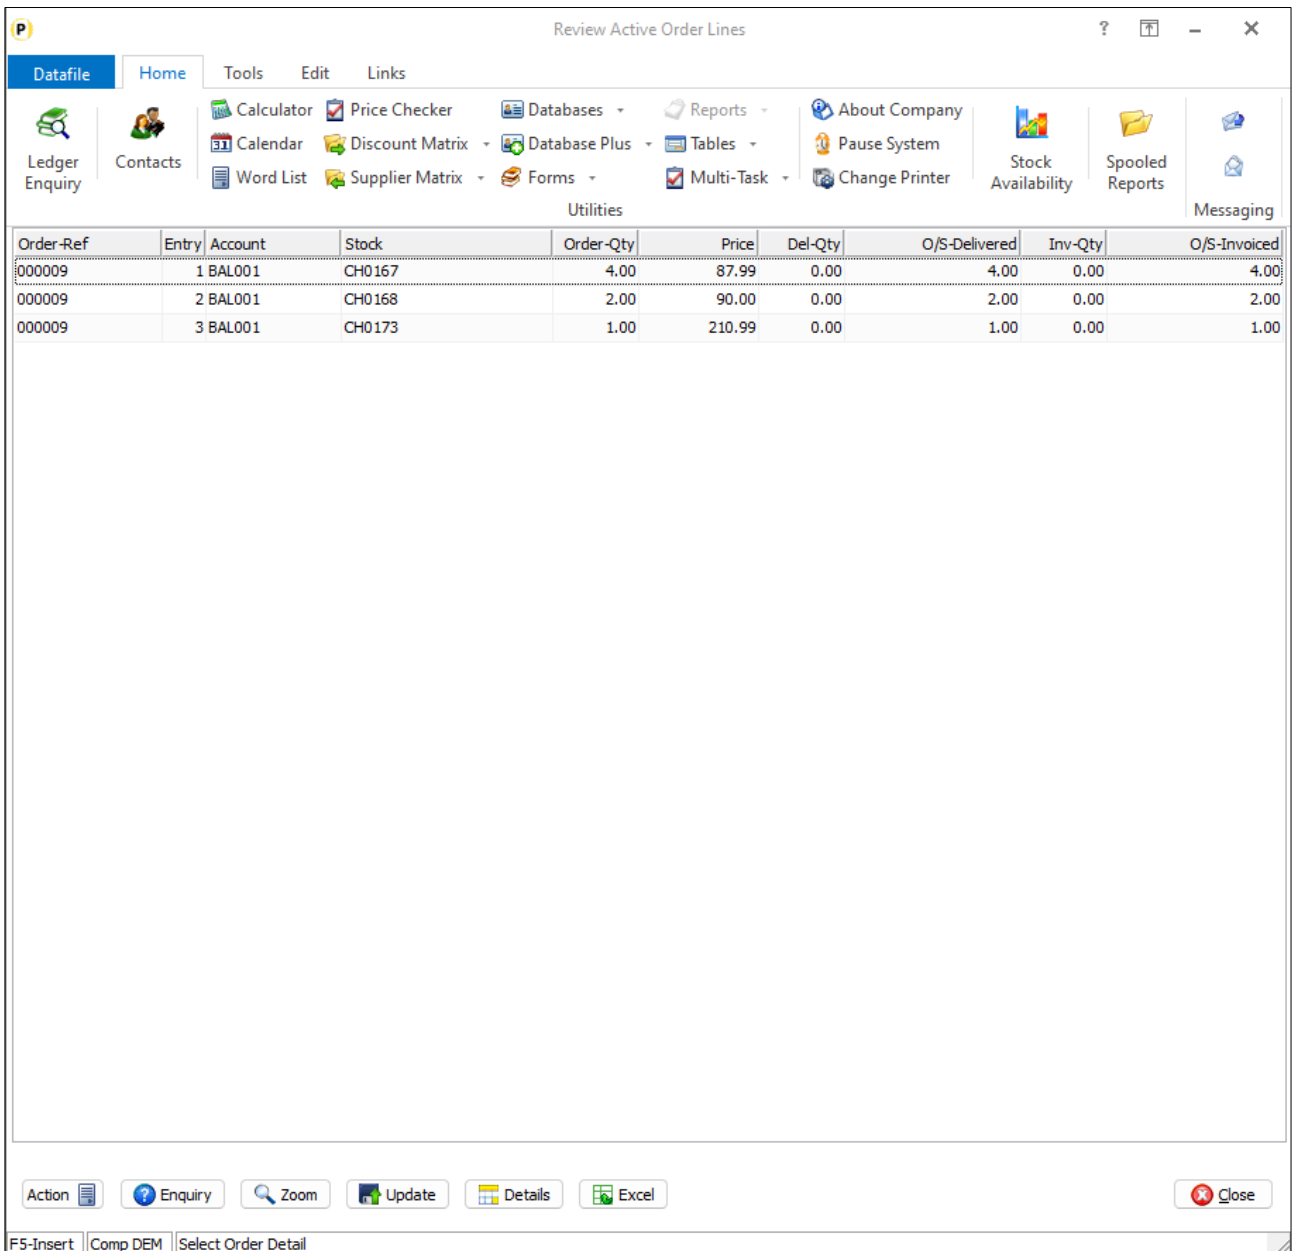 P Review Active Order Lines ?
Datafile Home Tools Edit Links
Ledger Enquiry
Contacts
Calculator Price Checker Databases Reports About Company
31 Calendar Discount Matrix Database Plus Tables Pause System
Word List Supplier Matrix Forms Multi-Task Change Printer
Stock Availability
Spooled Reports
Utilities Messaging
Order-Ref Entry Account Stock Order-Qty Price Del-Qty O/S-Delivered Inv-Qty O/S-Invoiced
000009 1 BAL001 CH0167 4.00 87.99 0.00 4.00 0.00 4.00
000009 2 BAL001 CH0168 2.00 90.00 0.00 2.00 0.00 2.00
000009 3 BAL001 CH0173 1.00 210.99 0.00 1.00 0.00 1.00
Action Enquiry Zoom Update Details Excel Close
F5-Insert Comp DEM Select Order Detail